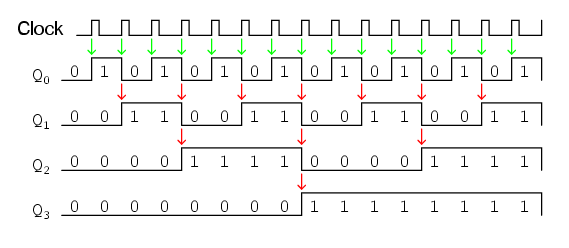 Clock
Q0 0 1 0 1 0 1 0 1 0 1 0 1 0 1 0 1
Q1 0 0 1 1 0 0 1 1 0 0 1 1 0 0 1 1
Q2 0 0 0 0 1 1 1 1 0 0 0 0 1 1 1 1
Q3 0 0 0 0 0 0 0 0 1 1 1 1 1 1 1 1